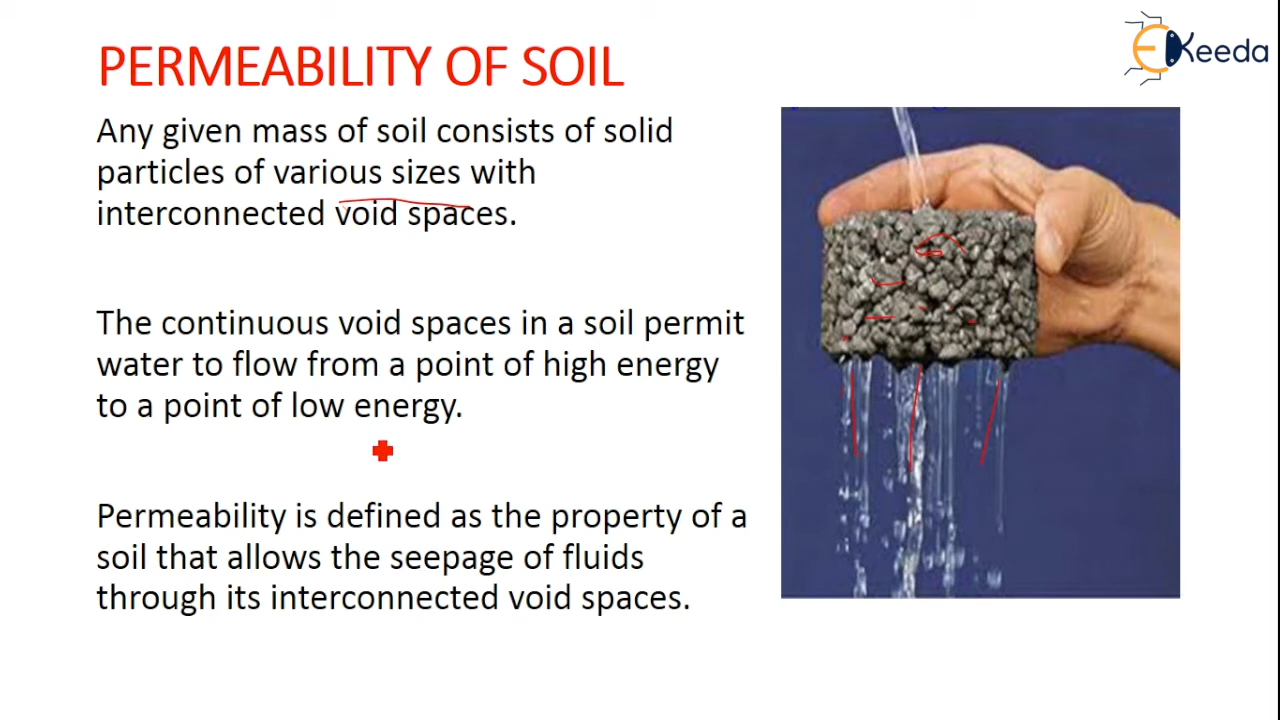 PERMEABILITY OF SOIL
Keeda
Any given mass of soil consists of solid
particles of various sizes with
interconnected void spaces.
The continuous void spaces in a soil permit
water to flow from a point of high energy
to a point of low energy.
Permeability is defined as the property of a
soil that allows the seepage of fluids
through its interconnected void spaces.